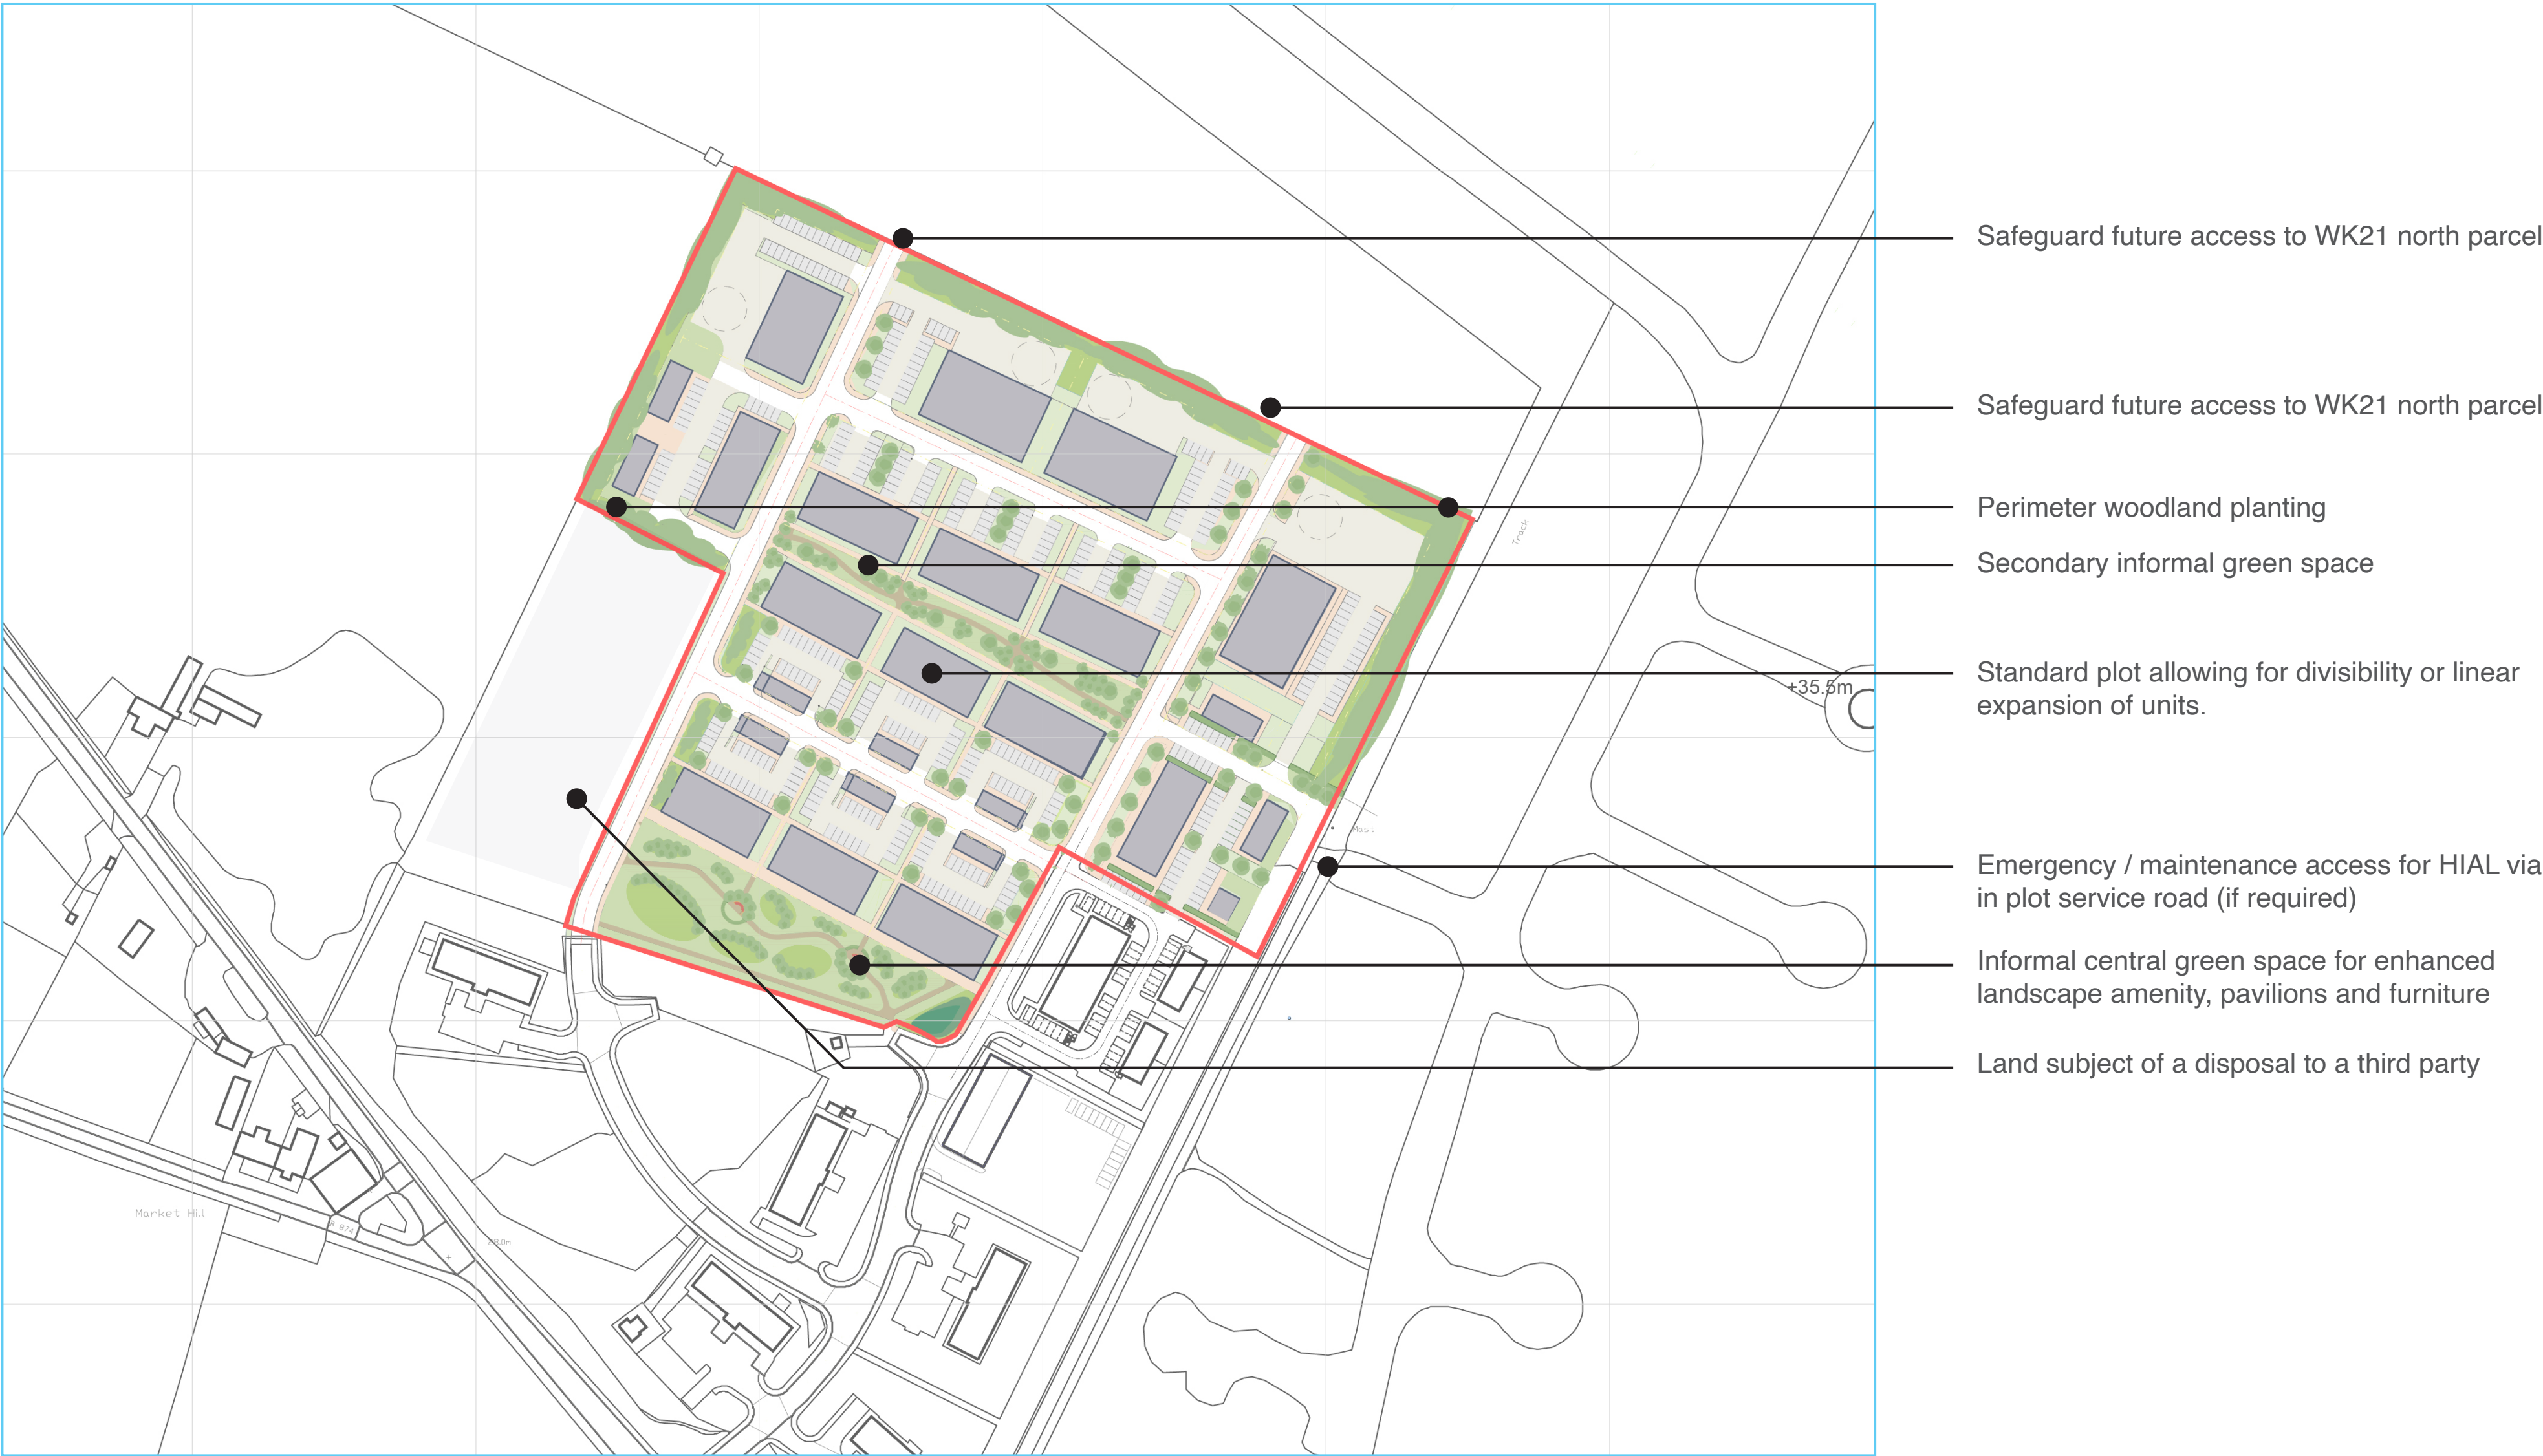 Safeguard future access to WK21 north parcel
Safeguard future access to WK21 north parcel
Perimeter woodland planting
Track
Secondary informal green space
Standard plot allowing for divisibility or linear
expansion of units.
+35.5m
Mast
Emergency / maintenance access for HIAL via
in plot service road (if required)
Informal central green space for enhanced
landscape amenity, pavilions and furniture
Land subject of a disposal to a third party
Market Hill
B 874